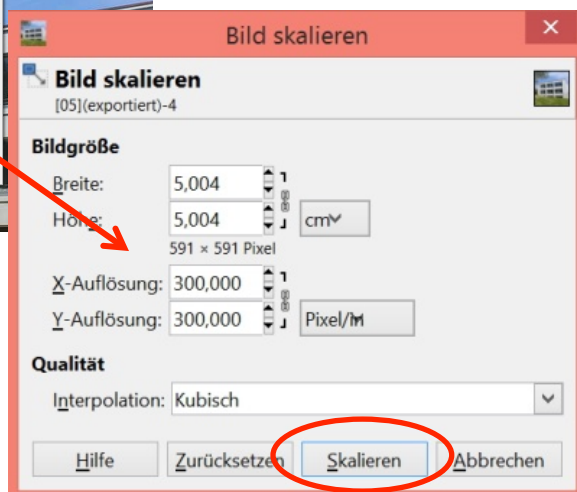 Bild skalieren
Bild skalieren
[05](exportiert)-4
Bildgröße
Breite: 5,004
Höhe: 5,004 cm
591 × 591 Pixel
X-Auflösung: 300,000
Y-Auflösung: 300,000 Pixel/in
Qualität
Interpolation: Kubisch
Hilfe Zurücksetzen Skalieren Abbrechen